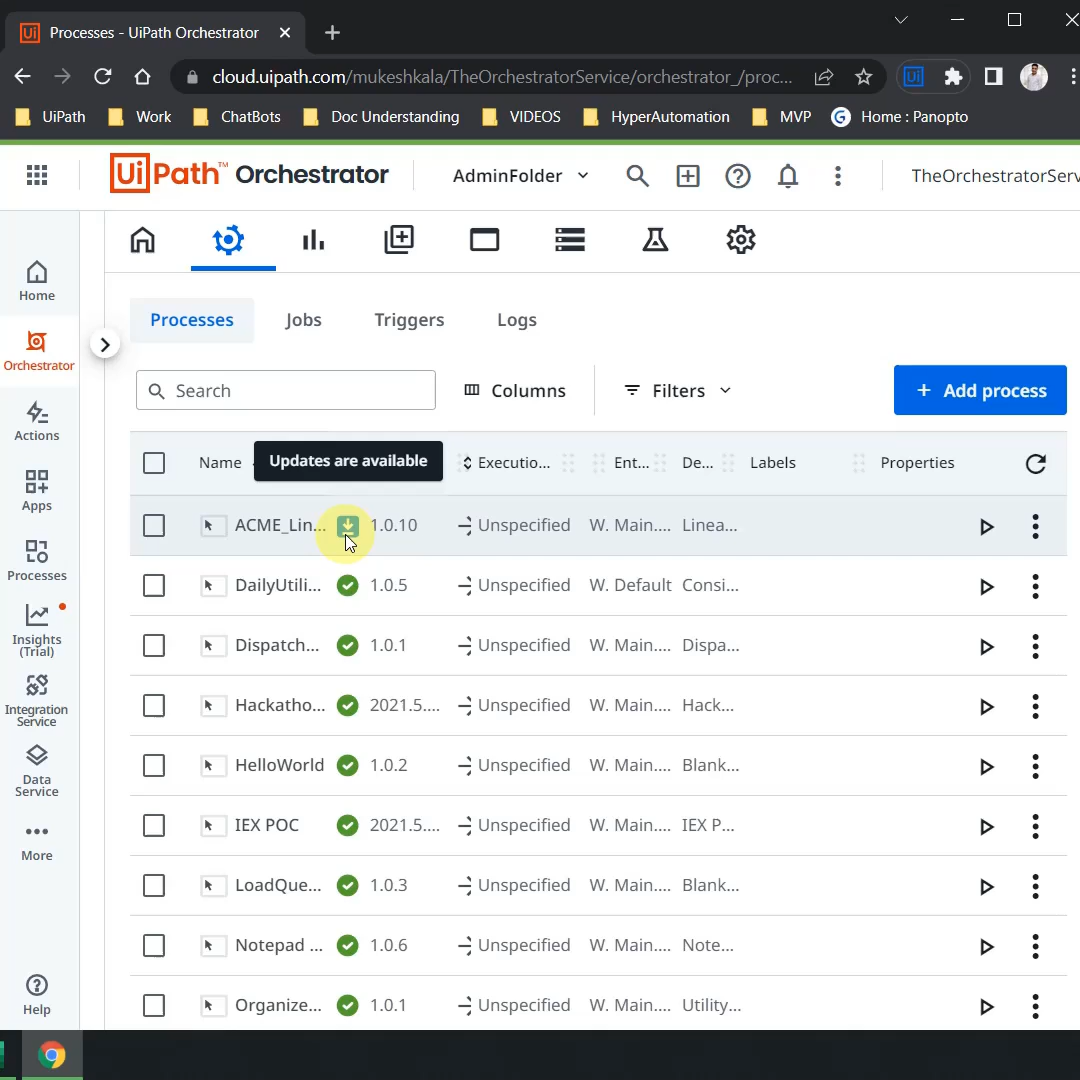 Ui Processes - UiPath Orchestrator
cloud.uipath.com/mukeshkala/TheOrchestratorService/orchestrator_/proc... Ui
UiPath Work ChatBots Doc Understanding VIDEOS HyperAutomation MVP G Home : Panopto
UiPath™ Orchestrator AdminFolder TheOrchestratorServ
Home
Orchestrator
Actions
Apps
Processes
Insights
(Trial)
Integration
Service
Data
Service
More
Help
Processes Jobs Triggers Logs
Search Columns Filters + Add process
Name Updates are available Executio... Ent... De... Labels Properties
ACME_Lin... 1.0.10 Unspecified W. Main.... Linea...
DailyUtili... 1.0.5 Unspecified W. Default Consi...
Dispatch... 1.0.1 Unspecified W. Main.... Dispa...
Hackatho... 2021.5.... Unspecified W. Main.... Hack...
HelloWorld 1.0.2 Unspecified W. Main.... Blank...
IEX POC 2021.5.... Unspecified W. Main.... IEX P...
LoadQue... 1.0.3 Unspecified W. Main.... Blank...
Notepad ... 1.0.6 Unspecified W. Main.... Note...
Organize... 1.0.1 Unspecified W. Main.... Utility...